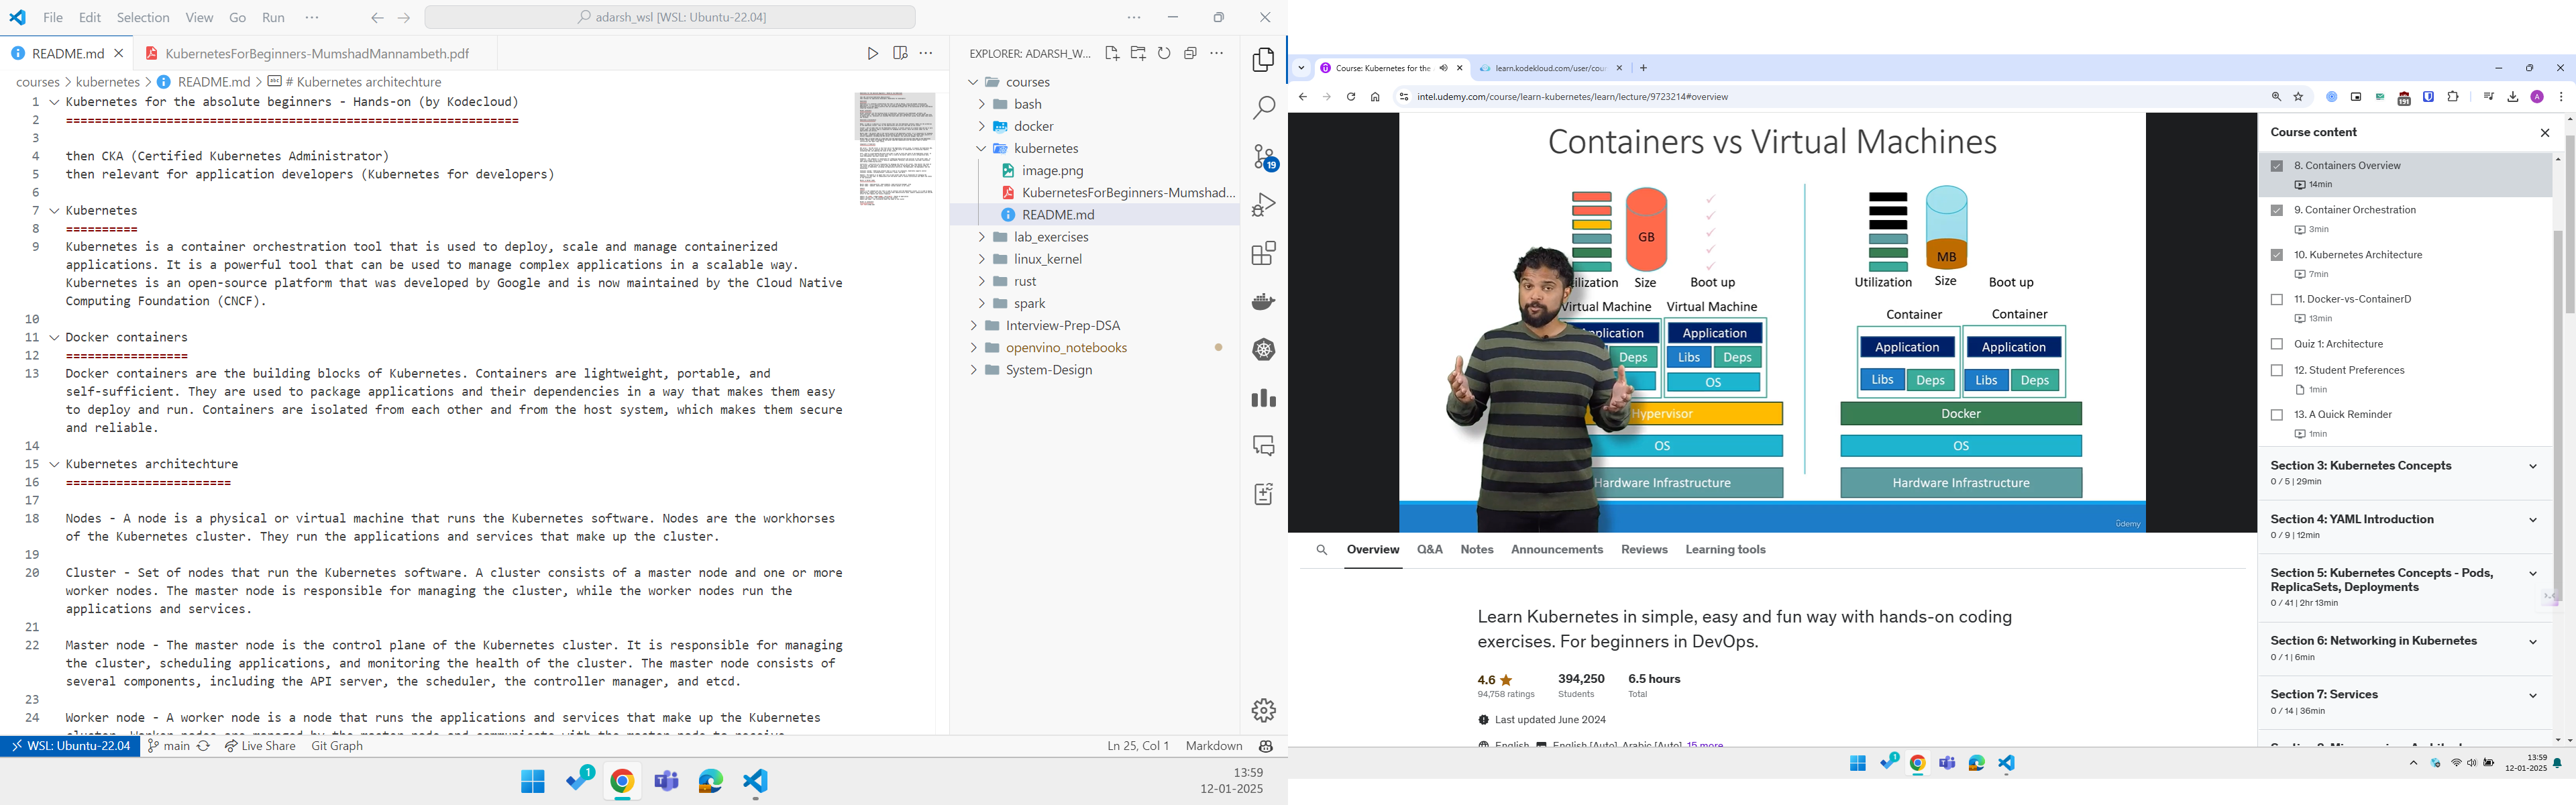 File Edit Selection View Go Run ···
adarsh_wsl [WSL: Ubuntu-22.04]
README.md
KubernetesForBeginners-MumshadMannambeth.pdf
courses > kubernetes > README.md > # Kubernetes architechture
1 Kubernetes for the absolute beginners - Hands-on (by Kodecloud)
2 ===============================================================
3
4 then CKA (Certified Kubernetes Administrator)
5 then relevant for application developers (Kubernetes for developers)
6
7 Kubernetes
8 ==========
9 Kubernetes is a container orchestration tool that is used to deploy, scale and manage containerized
applications. It is a powerful tool that can be used to manage complex applications in a scalable way.
Kubernetes is an open-source platform that was developed by Google and is now maintained by the Cloud Native
Computing Foundation (CNCF).
10
11 Docker containers
12 =================
13 Docker containers are the building blocks of Kubernetes. Containers are lightweight, portable, and
self-sufficient. They are used to package applications and their dependencies in a way that makes them easy
to deploy and run. Containers are isolated from each other and from the host system, which makes them secure
and reliable.
14
15 Kubernetes architechture
16 =======================
17
18 Nodes - A node is a physical or virtual machine that runs the Kubernetes software. Nodes are the workhorses
of the Kubernetes cluster. They run the applications and services that make up the cluster.
19
20 Cluster - Set of nodes that run the Kubernetes software. A cluster consists of a master node and one or more
worker nodes. The master node is responsible for managing the cluster, while the worker nodes run the
applications and services.
21
22 Master node - The master node is the control plane of the Kubernetes cluster. It is responsible for managing
the cluster, scheduling applications, and monitoring the health of the cluster. The master node consists of
several components, including the API server, the scheduler, the controller manager, and etcd.
23
24 Worker node - A worker node is a node that runs the applications and services that make up the Kubernetes
EXPLORER: ADARSH_W...
courses
bash
docker
kubernetes
image.png
KubernetesForBeginners-Mumshad...
README.md
lab_exercises
linux_kernel
rust
spark
Interview-Prep-DSA
openvino_notebooks
System-Design
19
WSL: Ubuntu-22.04 main Live Share Git Graph
Ln 25, Col 1 Markdown
1
13:59
12-01-2025
Course: Kubernetes for the
learn.kodekloud.com/user/cour
intel.udemy.com/course/learn-kubernetes/learn/lecture/9723214#overview
191
A
Containers vs Virtual Machines
GB
MB
ilization Size Boot up
Utilization Size Boot up
Virtual Machine Virtual Machine
Container Container
Application Application
Application Application
Deps Libs Deps
Libs Deps Libs Deps
OS
Hypervisor
Docker
OS
OS
Hardware Infrastructure
Hardware Infrastructure
ûdemy
Course content
8. Containers Overview
14min
9. Container Orchestration
3min
10. Kubernetes Architecture
7min
11. Docker-vs-ContainerD
13min
Quiz 1: Architecture
12. Student Preferences
1min
13. A Quick Reminder
1min
Section 3: Kubernetes Concepts
0 / 5 | 29min
Section 4: YAML Introduction
0 / 9 | 12min
Section 5: Kubernetes Concepts - Pods,
ReplicaSets, Deployments
0 / 41 | 2hr 13min
Section 6: Networking in Kubernetes
0 / 1 | 6min
Section 7: Services
0 / 14 | 36min
Overview Q&A Notes Announcements Reviews Learning tools
Learn Kubernetes in simple, easy and fun way with hands-on coding
exercises. For beginners in DevOps.
4.6 394,250 6.5 hours
94,758 ratings Students Total
Last updated June 2024
English English [Auto], Arabic [Auto], 15 more
1
13:59
12-01-2025